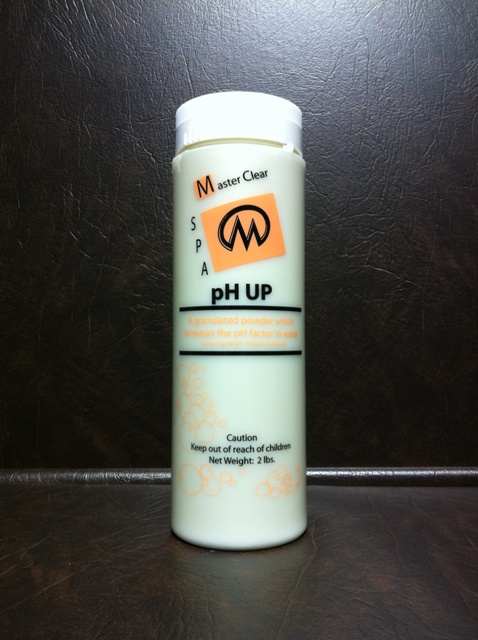 Master Clear
SPA
M
pH UP
A granulated powder which
increases the pH factor in water
Caution
Keep out of reach of children
Net Weight: 2 lbs.